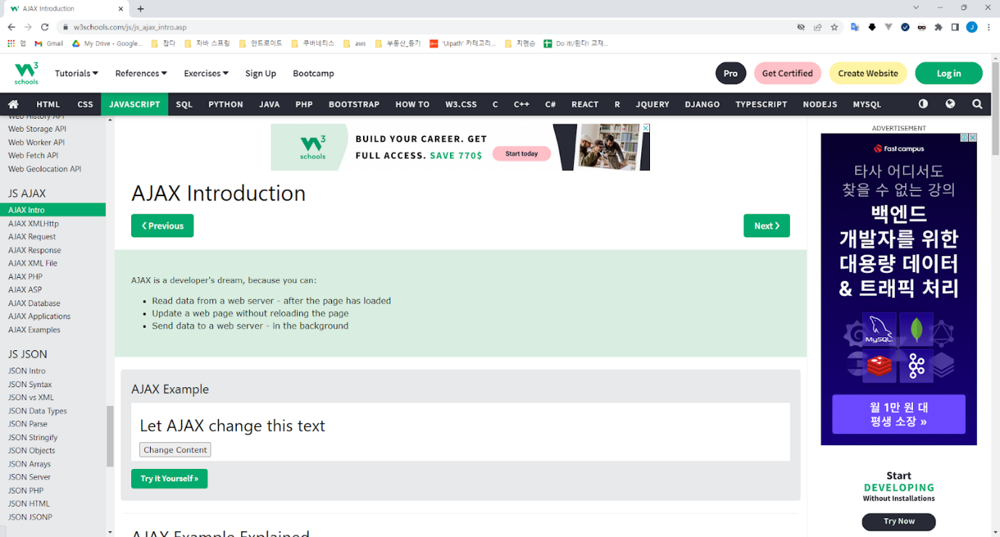 AJAX Introduction
w3schools.com/js/js_ajax_intro.asp
앱
Gmail
My Drive - Google...
잡다
자바 스프링
안드로이드
쿠버네티스
aws
부동산_등기
'Uipath' 카테고리...
지멘슨
Do it!/된다! 교재...
W3
schools
Tutorials
References
Exercises
Sign Up
Bootcamp
Pro
Get Certified
Create Website
Log in
HTML
CSS
JAVASCRIPT
SQL
PYTHON
JAVA
PHP
BOOTSTRAP
HOW TO
W3.CSS
C
C++
C#
REACT
R
JQUERY
DJANGO
TYPESCRIPT
NODEJS
MYSQL
Web History API
Web Storage API
Web Worker API
Web Fetch API
Web Geolocation API
JS AJAX
AJAX Intro
AJAX XMLHttp
AJAX Request
AJAX Response
AJAX XML File
AJAX PHP
AJAX ASP
AJAX Database
AJAX Applications
AJAX Examples
JS JSON
JSON Intro
JSON Syntax
JSON vs XML
JSON Data Types
JSON Parse
JSON Stringify
JSON Objects
JSON Arrays
JSON Server
JSON PHP
JSON HTML
JSON JSONP
W3
schools
BUILD YOUR CAREER. GET
FULL ACCESS. SAVE 770$
Start today
AJAX Introduction
❮ Previous
Next ❯
AJAX is a developer's dream, because you can:
• Read data from a web server - after the page has loaded
• Update a web page without reloading the page
• Send data to a web server - in the background
AJAX Example
Let AJAX change this text
Change Content
Try it Yourself »
AJAX Example Explained
ADVERTISEMENT
Fast campus
타사 어디서도
찾을 수 없는 강의
백엔드
개발자를 위한
대용량 데이터
& 트래픽 처리
MySQL
월 1만 원 대
평생 소장 »
Start
DEVELOPING
Without Installations
Try Now